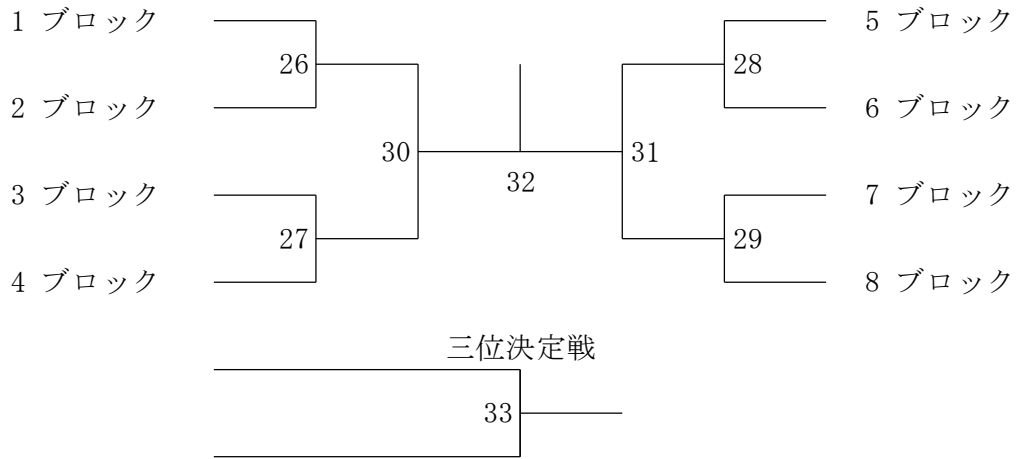 1 ブロック
5 ブロック
26
28
2 ブロック
6 ブロック
30
31
32
3 ブロック
7 ブロック
27
29
4 ブロック
8 ブロック
三位決定戦
33